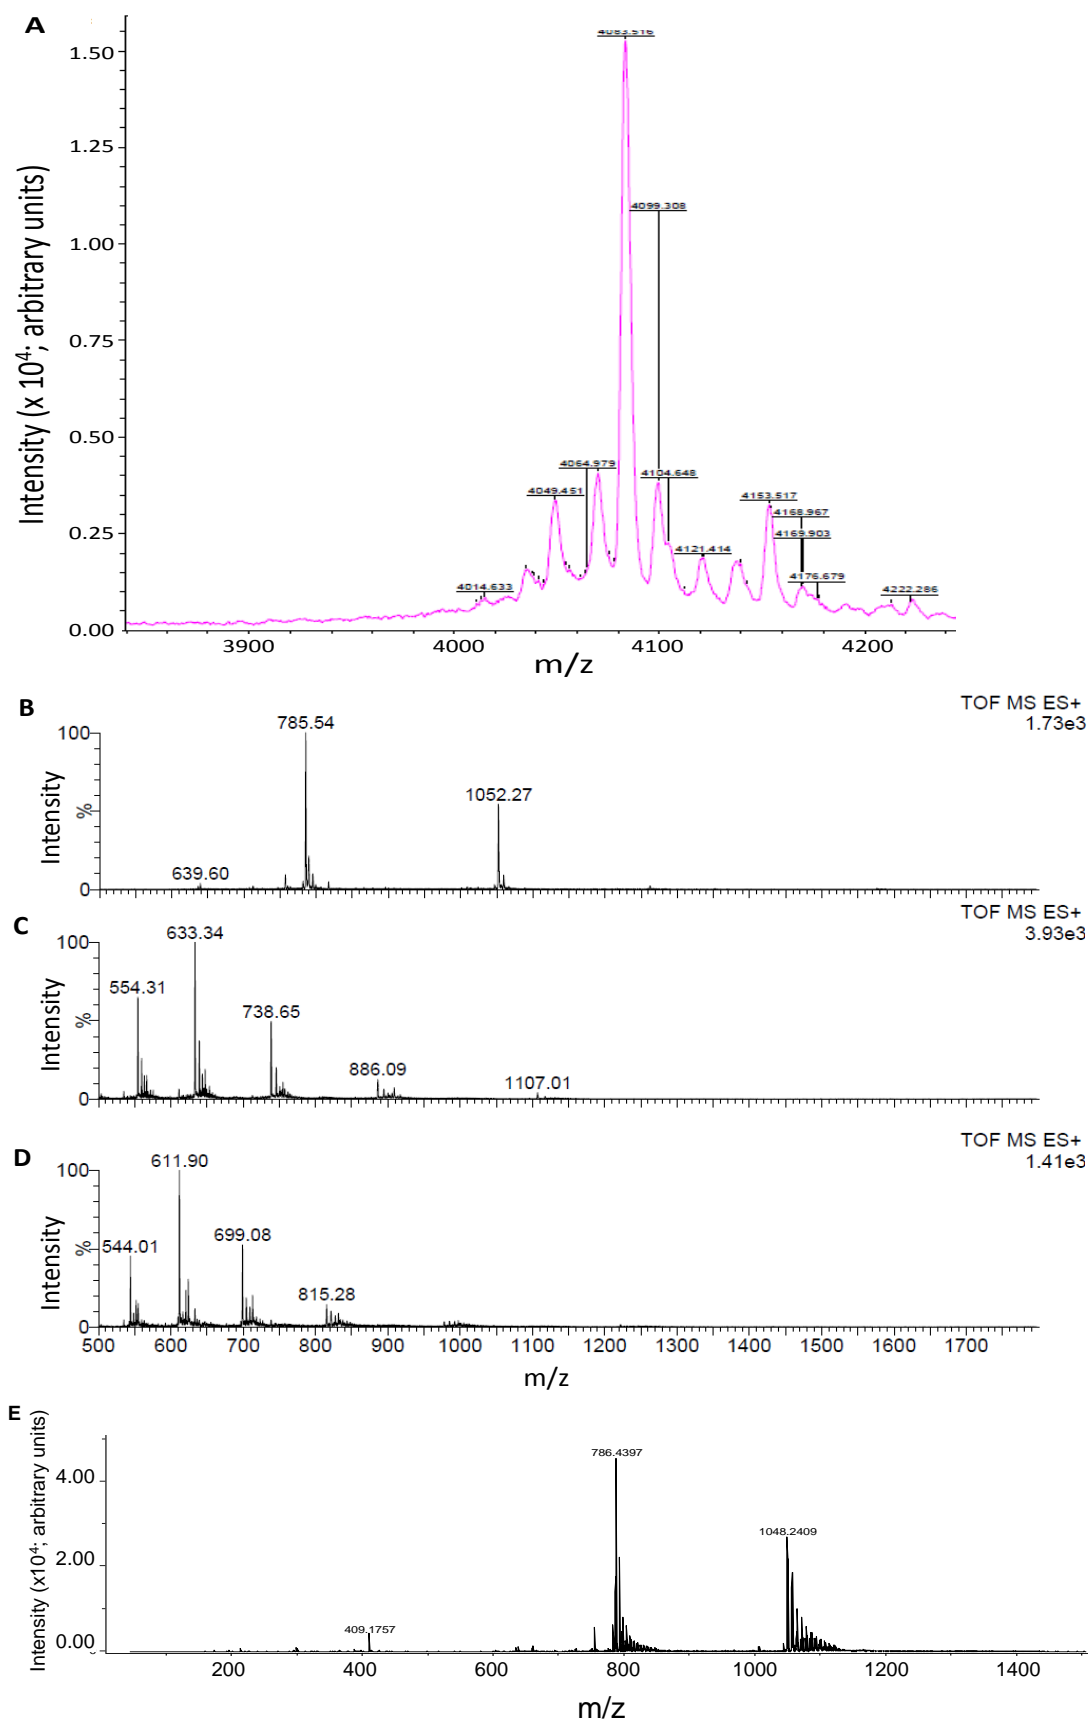 A
4083.516
1.50
1.25
4099.308
1.00
0.75
0.50
4064.979
4104.648
4049.451
4153.517
4168.967
4169.903
4121.414
4176.679
4014.633
4222.286
0.25
0.00
3900
4000
4100
4200
Intensity (x 10⁴; arbitrary units)
m/z
B
TOF MS ES+
1.73e3
785.54
100
1052.27
639.60
Intensity
%
0
C
TOF MS ES+
3.93e3
633.34
100
554.31
738.65
886.09
1107.01
Intensity
%
0
D
TOF MS ES+
1.41e3
611.90
100
544.01
699.08
815.28
Intensity
%
0
500 600 700 800 900 1000 1100 1200 1300 1400 1500 1600 1700
m/z
E
786.4397
1048.2409
409.1757
4.00
2.00
0.00
Intensity (x10⁴; arbitrary units)
200 400 600 800 1000 1200 1400
m/z